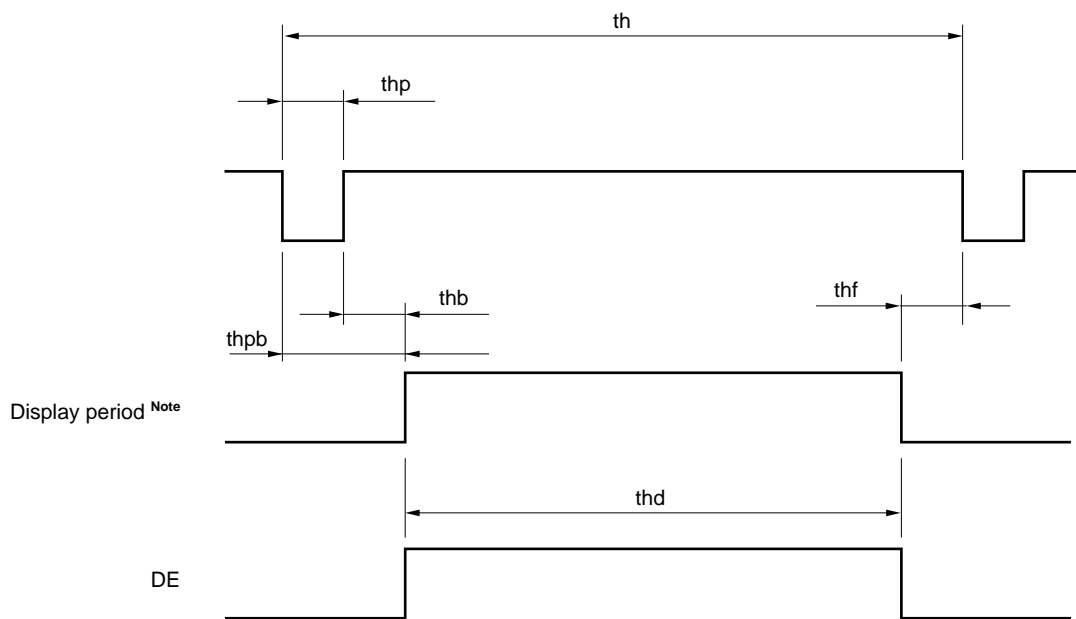 th
thp
thb
thf
thpb
Display period Note
thd
DE